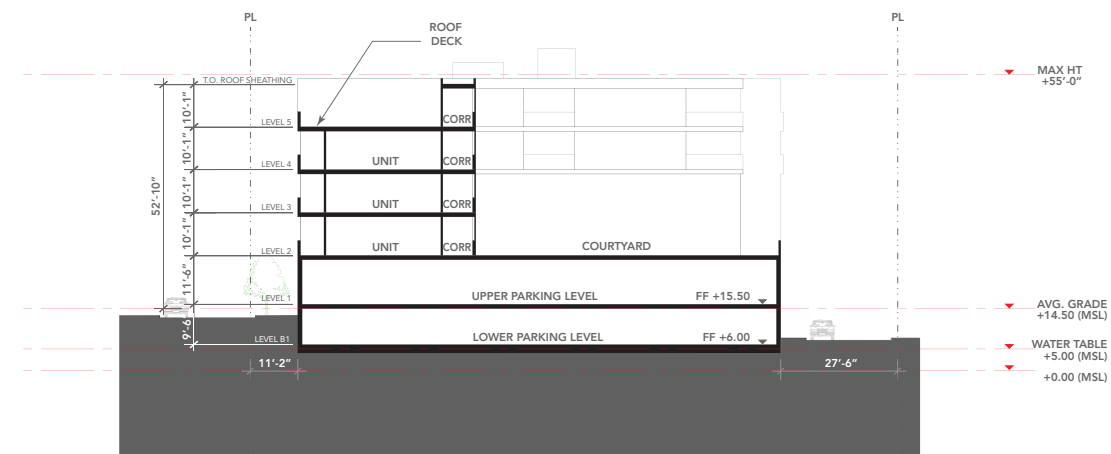 PL
ROOF
DECK
PL
MAX HT
+55'-0"
T.O. ROOF SHEATHING
10'-1"
CORR
LEVEL 5
10'-1"
UNIT
CORR
LEVEL 4
52'-10"
10'-1"
UNIT
CORR
LEVEL 3
10'-1"
UNIT
CORR
COURTYARD
LEVEL 2
11'-6"
LEVEL 1
UPPER PARKING LEVEL
FF +15.50
AVG. GRADE
+14.50 (MSL)
9'-6"
LEVEL B1
LOWER PARKING LEVEL
FF +6.00
WATER TABLE
+5.00 (MSL)
11'-2"
27'-6"
+0.00 (MSL)